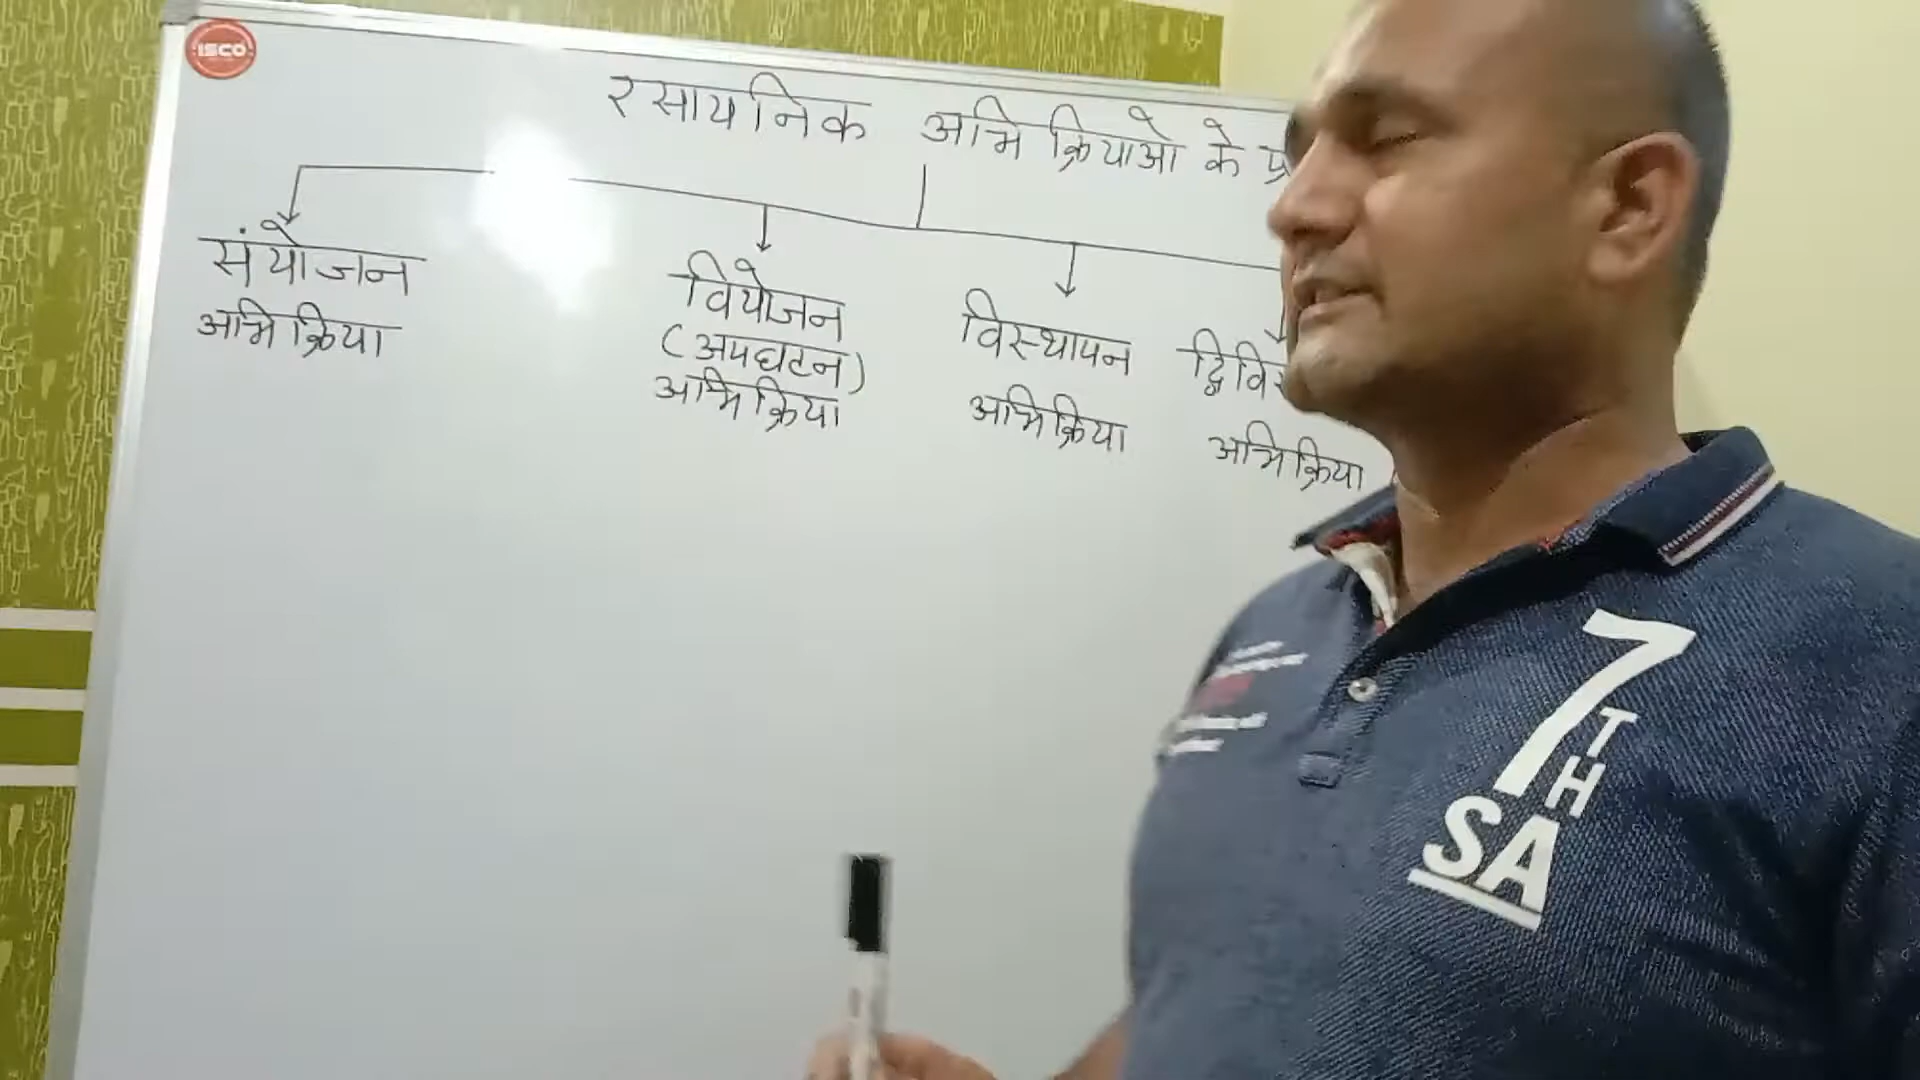 ISCO
रसायनिक अभिक्रियाओ के
संयोजन
अभिक्रिया
वियोजन
(अपघटन)
अभिक्रिया
विस्थापन
अभिक्रिया
अभिक्रिया
7
TH
SA